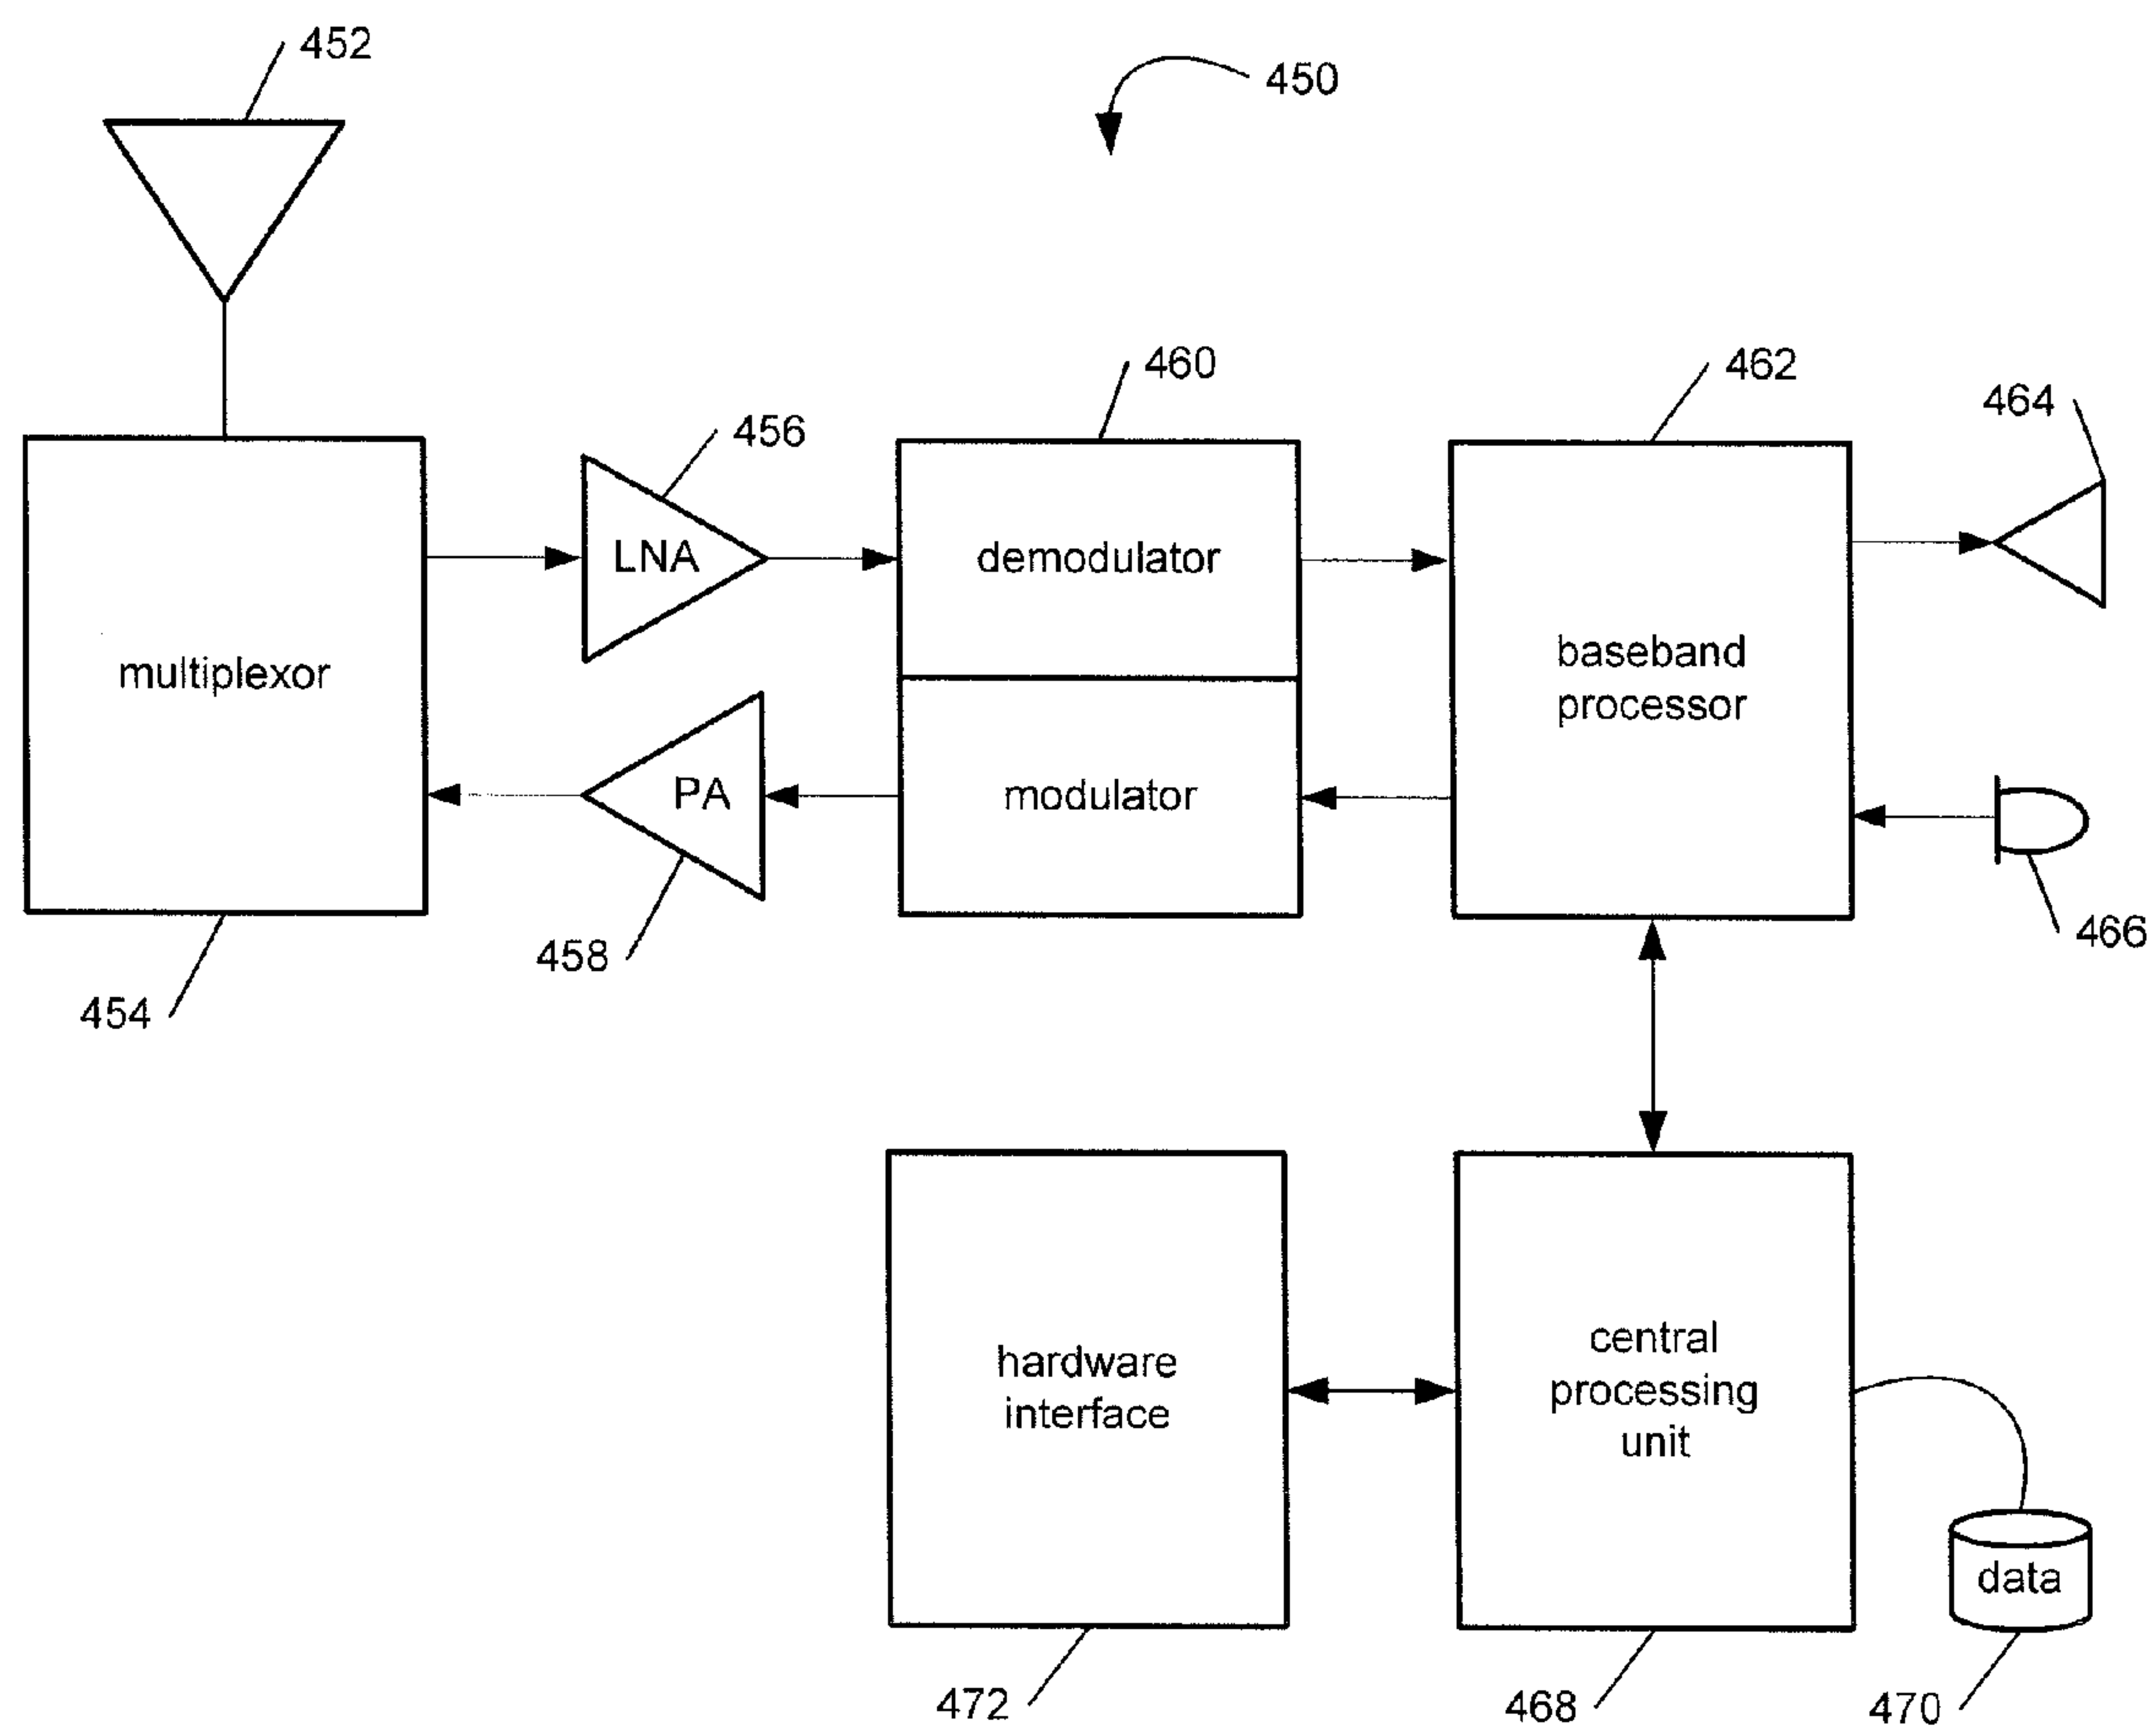 452
450
460
462
464
456
LNA
demodulator
multiplexor
baseband
processor
PA
modulator
458
466
454
hardware
interface
central
processing
unit
data
472
468
470